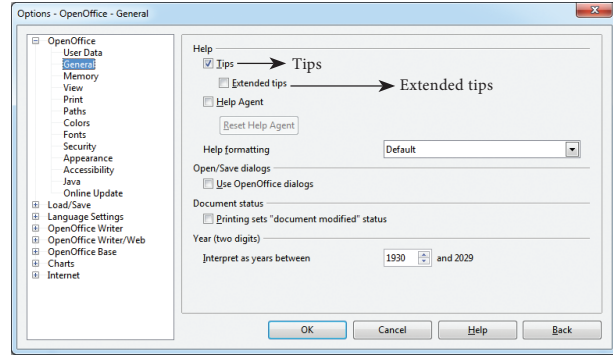 Options - OpenOffice - General
x
OpenOffice
User Data
General
Memory
View
Print
Paths
Colors
Fonts
Security
Appearance
Accessibility
Java
Online Update
Load/Save
Language Settings
OpenOffice Writer
OpenOffice Writer/Web
OpenOffice Base
Charts
Internet
Help
Tips Tips
Extended tips Extended tips
Help Agent
Reset Help Agent
Help formatting Default
Open/Save dialogs
Use OpenOffice dialogs
Document status
Printing sets "document modified" status
Year (two digits)
Interpret as years between 1930 and 2029
OK Cancel Help Back